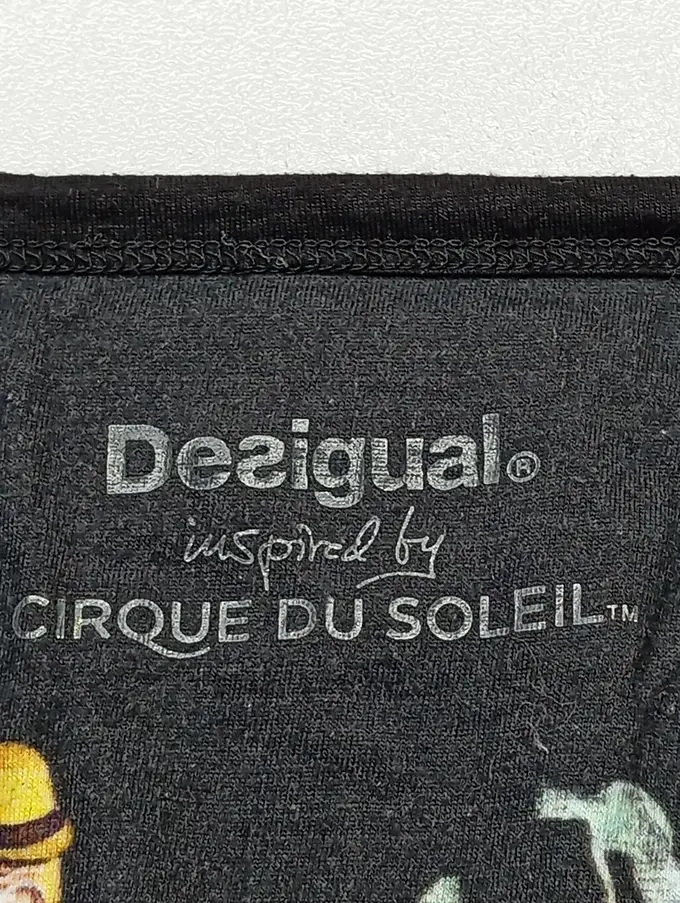 Desigual®
inspired by
CIRQUE DU SOLEIL™